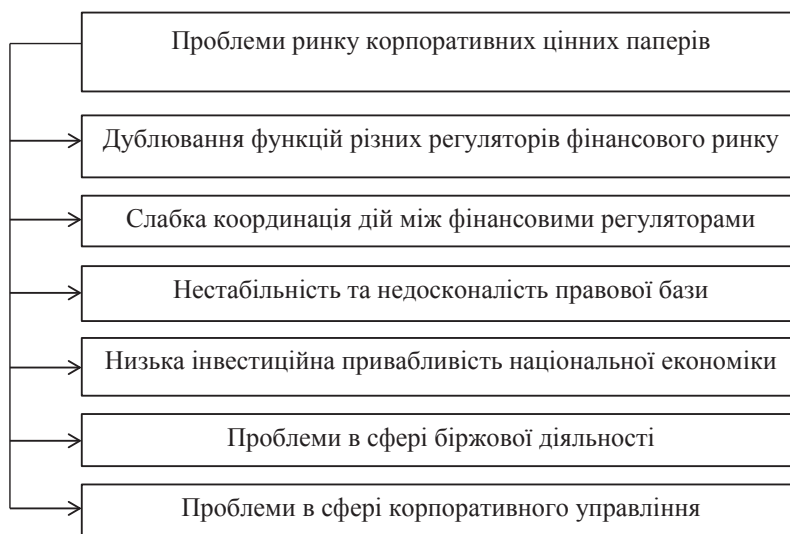 Проблеми ринку корпоративних цінних паперів
Дублювання функцій різних регуляторів фінансового ринку
Слабка координація дій між фінансовими регуляторами
Нестабільність та недосконалість правової бази
Низька інвестиційна привабливість національної економіки
Проблеми в сфері біржової діяльності
Проблеми в сфері корпоративного управління